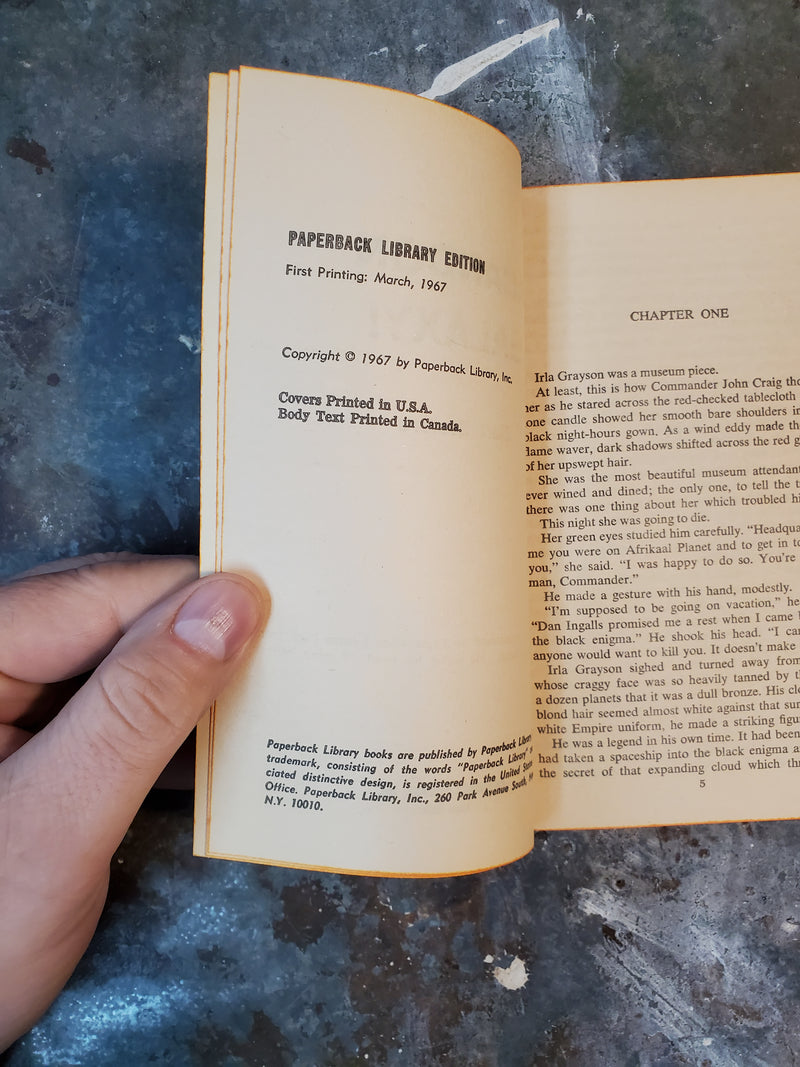 PAPERBACK LIBRARY EDITION
First Printing: March, 1967
Copyright © 1967 by Paperback Library, Inc.
Covers Printed in U.S.A.
Body Text Printed in Canada.
Paperback Library books are published by Paperback
trademark, consisting of the words "Paperback Library"
ciated distinctive design, is registered in the United
Office. Paperback Library, Inc., 260 Park Avenue South,
N.Y. 10010.
CHAPTER ONE
Irla Grayson was a museum piece.
At least, this is how Commander John Craig
as he stared across the red-checked tablecloth
one candle showed her smooth bare shoulders
night-hours gown. As a wind eddy made
waver, dark shadows shifted across the red
of her upswept hair.
She was the most beautiful museum
ever wined and dined; the only one, to tell the
there was one thing about her which troubled
This night she was going to die.
Her green eyes studied him carefully.
me you were on Afrikaal Planet and to get in
you," she said. "I was happy to do so. You're
man, Commander."
He made a gesture with his hand, modestly.
"I'm supposed to be going on vacation," he
"Dan Ingalls promised me a rest when I came
the black enigma." He shook his head. "I
anyone would want to kill you. It doesn't make
Irla Grayson sighed and turned away from
whose craggy face was so heavily tanned by
a dozen planets that it was a dull bronze. His
blond hair seemed almost white against that
white Empire uniform, he made a striking
He was a legend in his own time. It had been
had taken a spaceship into the black enigma
the secret of that expanding cloud which
5